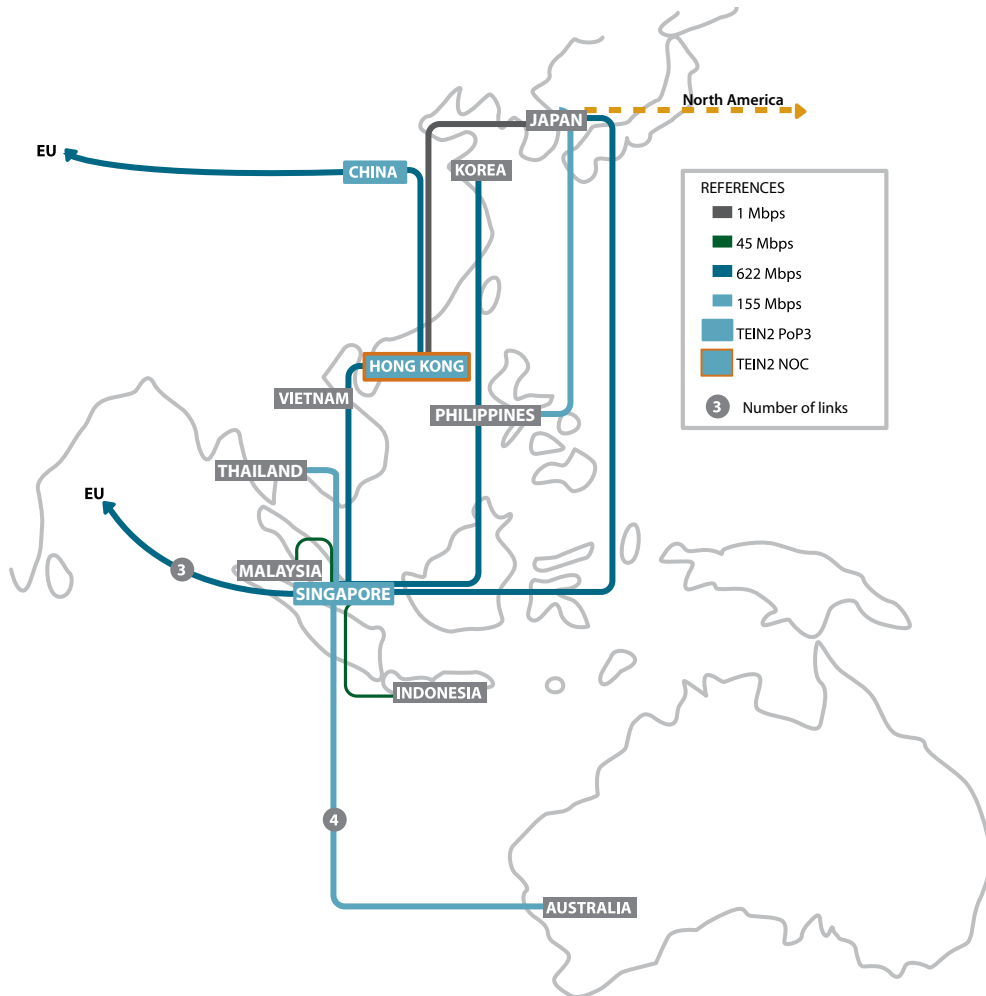 North America
JAPAN
EU
CHINA
KOREA
REFERENCES
1 Mbps
45 Mbps
622 Mbps
155 Mbps
TEIN2 PoP3
TEIN2 NOC
3 Number of links
HONG KONG
VIETNAM
PHILIPPINES
THAILAND
EU
3
MALAYSIA
SINGAPORE
INDONESIA
4
AUSTRALIA